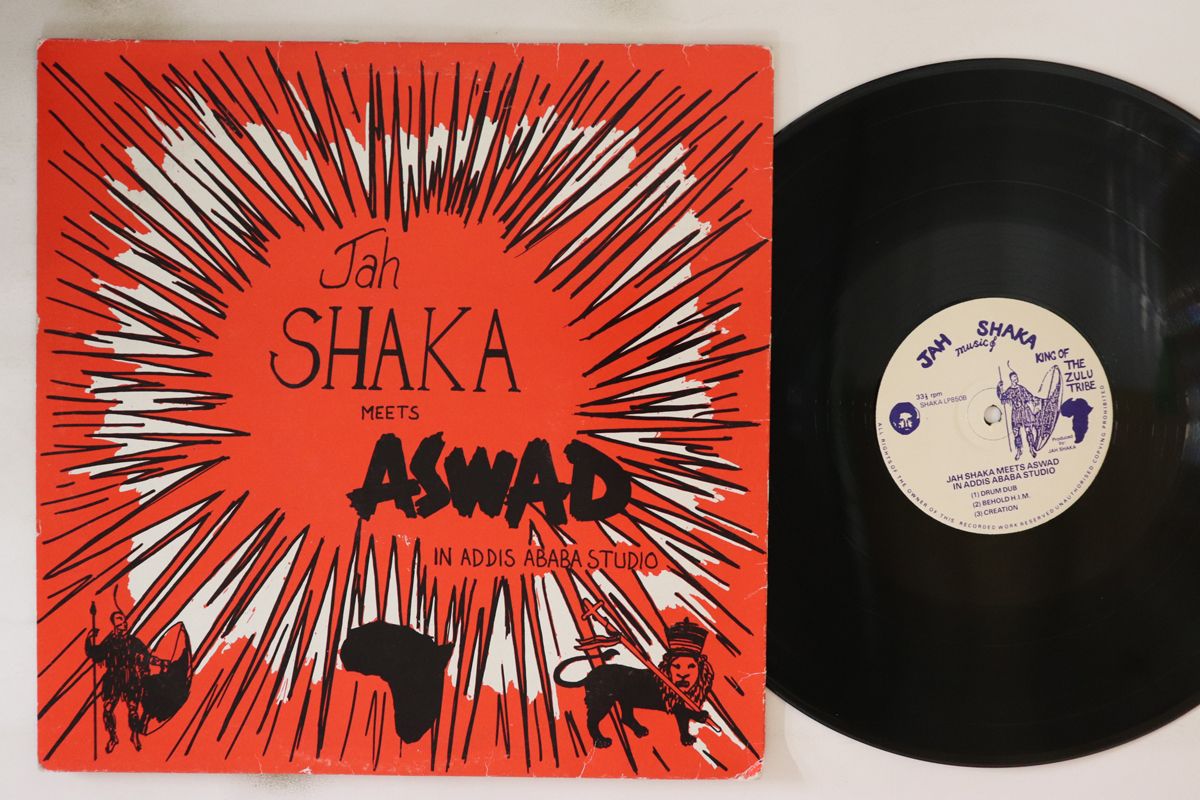 Jah
SHAKA
MEETS
ASWAD
IN ADDIS ABABA STUDIO
JAH SHAKA
music
KING OF
THE
ZULU
TRIBE
33⅓ rpm
SHAKA LP850B
Produced
by:
JAH SHAKA
JAH SHAKA MEETS ASWAD
IN ADDIS ABABA STUDIO
(1) DRUM DUB
(2) BEHOLD H.I.M.
(3) CREATION
ALL RIGHTS OF THE OWNER OF THIS RECORDED WORK RESERVED UNAUTHORISED COPYING PROHIBITED